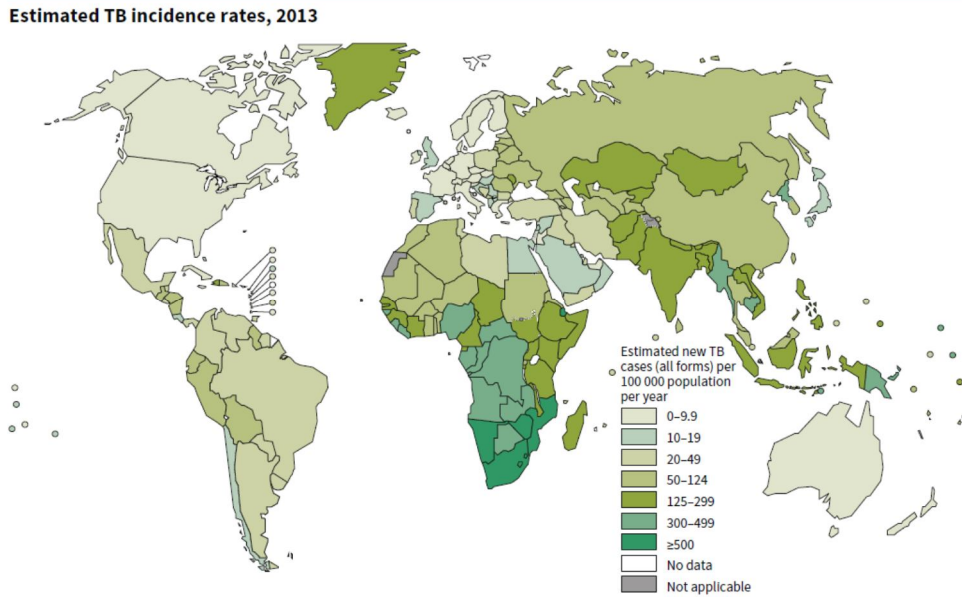 Estimated TB incidence rates, 2013
Estimated new TB
cases (all forms) per
100 000 population
per year
0–9.9
10–19
20–49
50–124
125–299
300–499
≥500
No data
Not applicable